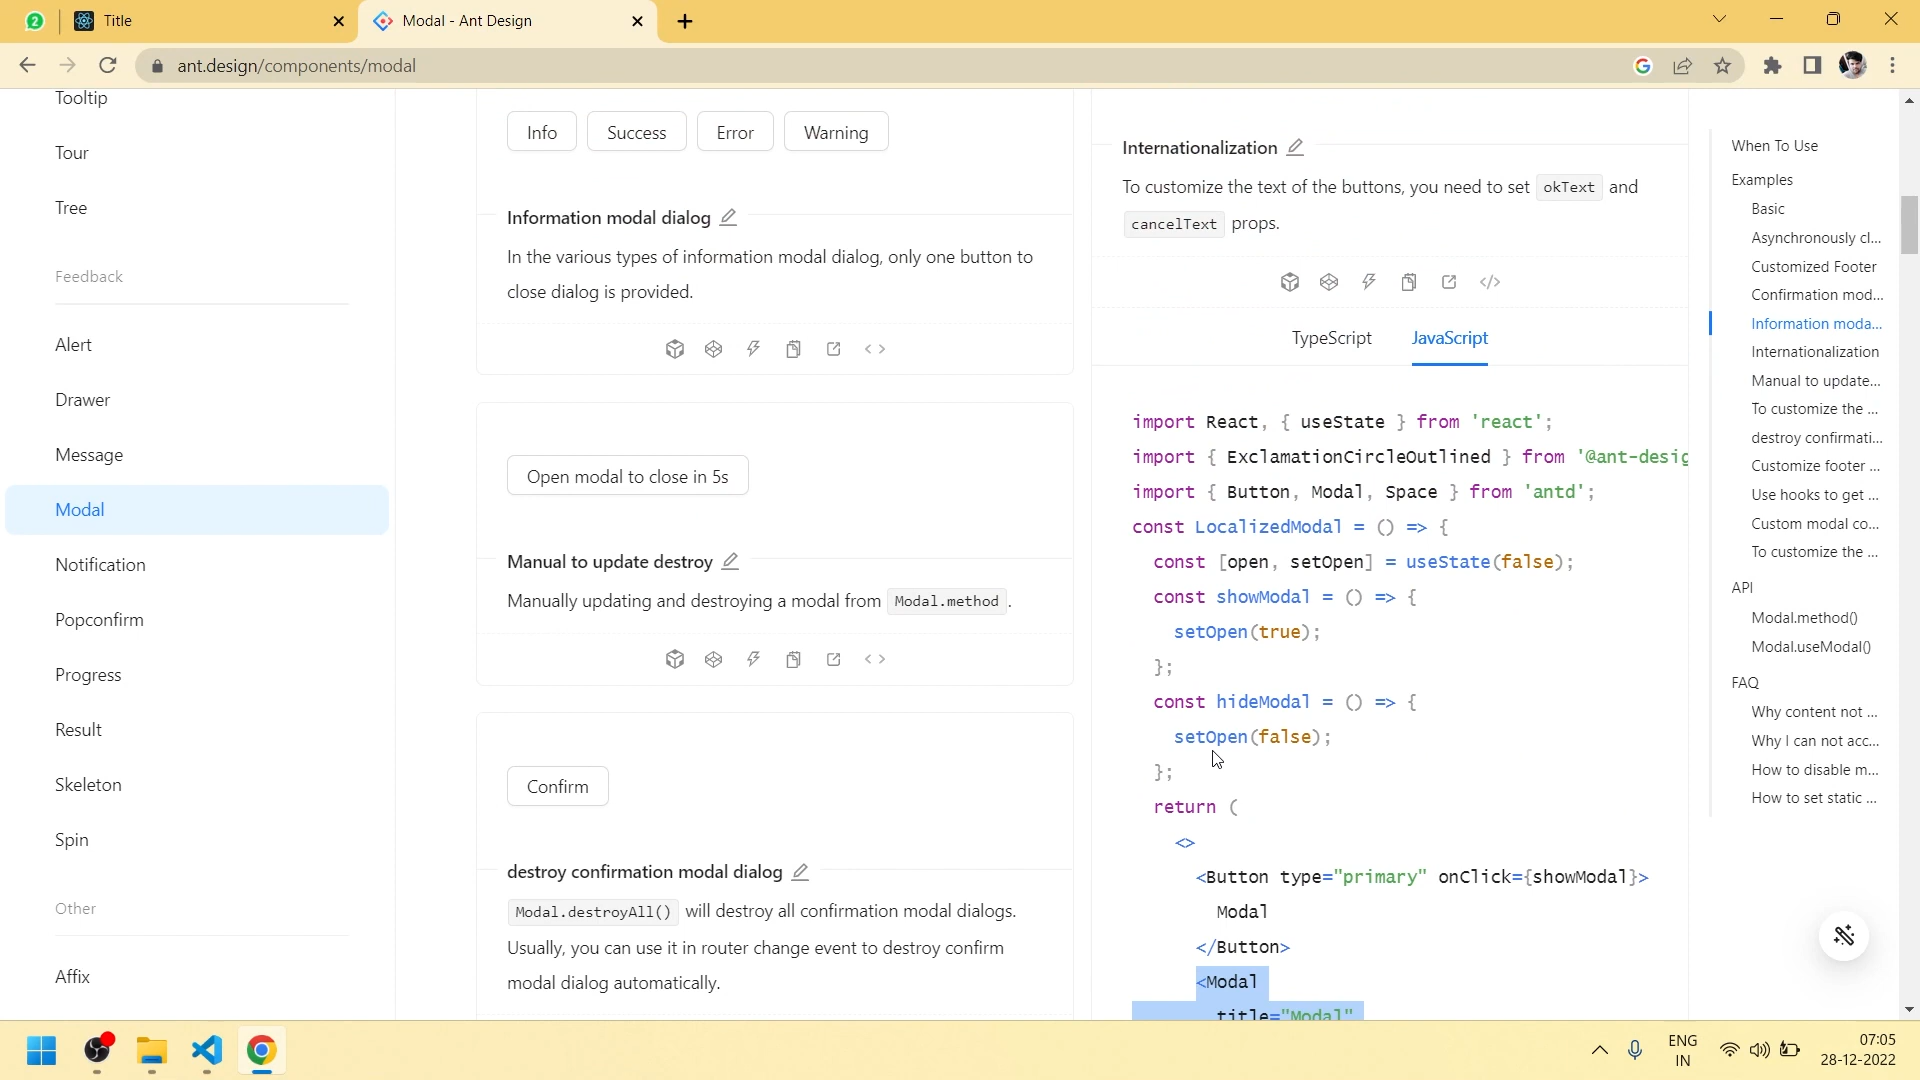 2
Title
Modal - Ant Design
ant.design/components/modal
Tooltip
Tour
Tree
Feedback
Alert
Drawer
Message
Modal
Notification
Popconfirm
Progress
Result
Skeleton
Spin
Other
Affix
Info
Success
Error
Warning
Information modal dialog
In the various types of information modal dialog, only one button to
close dialog is provided.
Open modal to close in 5s
Manual to update destroy
Manually updating and destroying a modal from Modal.method .
Confirm
destroy confirmation modal dialog
Modal.destroyAll() will destroy all confirmation modal dialogs.
Usually, you can use it in router change event to destroy confirm
modal dialog automatically.
Internationalization
To customize the text of the buttons, you need to set okText and
cancelText props.
TypeScript
JavaScript
import React, { useState } from 'react';
import { ExclamationCircleOutlined } from '@ant-desig
import { Button, Modal, Space } from 'antd';
const LocalizedModal = () => {
const [open, setOpen] = useState(false);
const showModal = () => {
setOpen(true);
};
const hideModal = () => {
setOpen(false);
};
return (
<>
<Button type="primary" onClick={showModal}>
Modal
</Button>
<Modal
title="Modal"
When To Use
Examples
Basic
Asynchronously cl...
Customized Footer
Confirmation mod...
Information moda...
Internationalization
Manual to update...
To customize the ...
destroy confirmati...
Customize footer ...
Use hooks to get ...
Custom modal co...
To customize the ...
API
Modal.method()
Modal.useModal()
FAQ
Why content not ...
Why I can not acc...
How to disable m...
How to set static ...
ENG
IN
07:05
28-12-2022